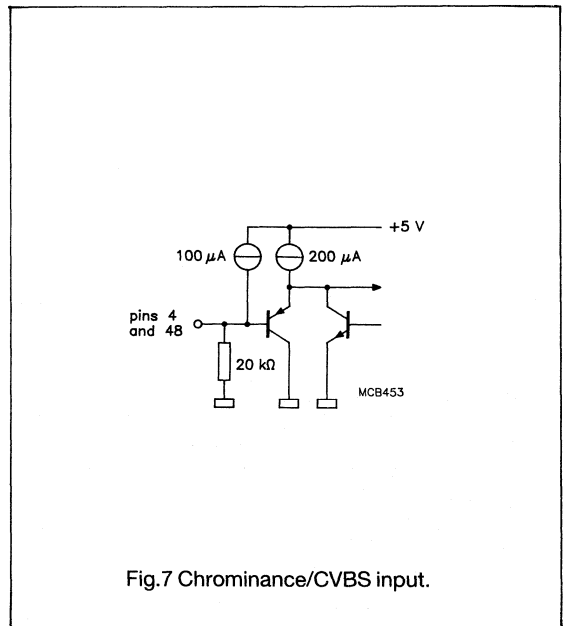 +5 V
100 μA
200 μA
pins 4
and 48
20 kΩ
MCB453
Fig.7 Chrominance/CVBS input.